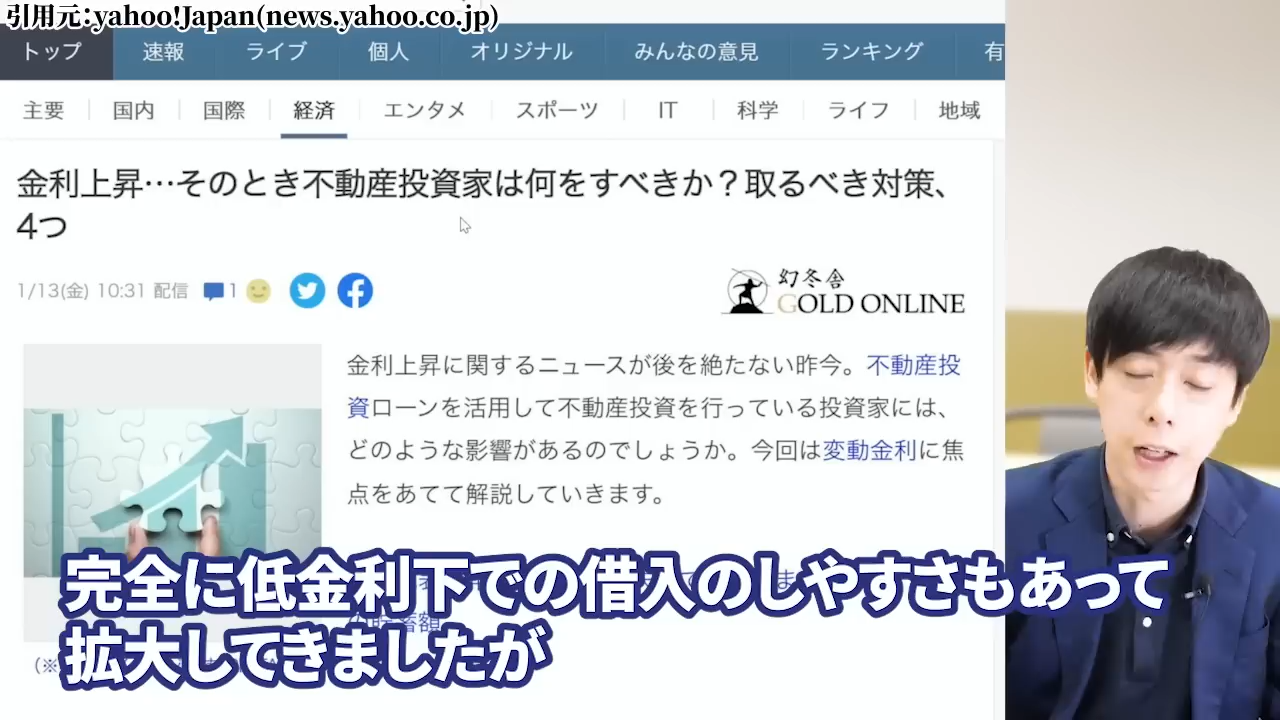 引用元:yahoo!Japan(news.yahoo.co.jp)
トップ 速報 ライブ 個人 オリジナル みんなの意見 ランキング 有
主要 国内 国際 経済 エンタメ スポーツ IT 科学 ライフ 地域
金利上昇…そのとき不動産投資家は何をすべきか？取るべき対策、
4つ
1/13(金) 10:31 配信 1
幻冬舎
GOLD ONLINE
金利上昇に関するニュースが後を絶たない昨今。不動産投
資ローンを活用して不動産投資を行っている投資家には、
どのような影響があるのでしょうか。今回は変動金利に焦
点をあてて解説していきます。
完全に低金利下での借入のしやすさもあって
拡大してきましたが
(※